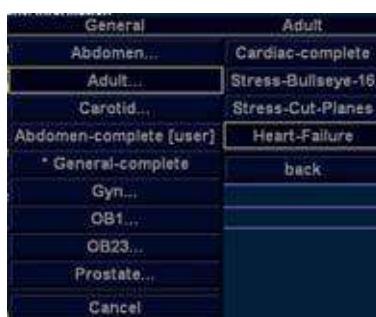 General
Abdomen...
Adult...
Carotid...
Abdomen-complete [user]
* General-complete
Gyn...
OB1...
OB23...
Prostate...
Cancel
Adult
Cardiac-complete
Stress-Bullseye-16
Stress-Cut-Planes
Heart-Failure
back